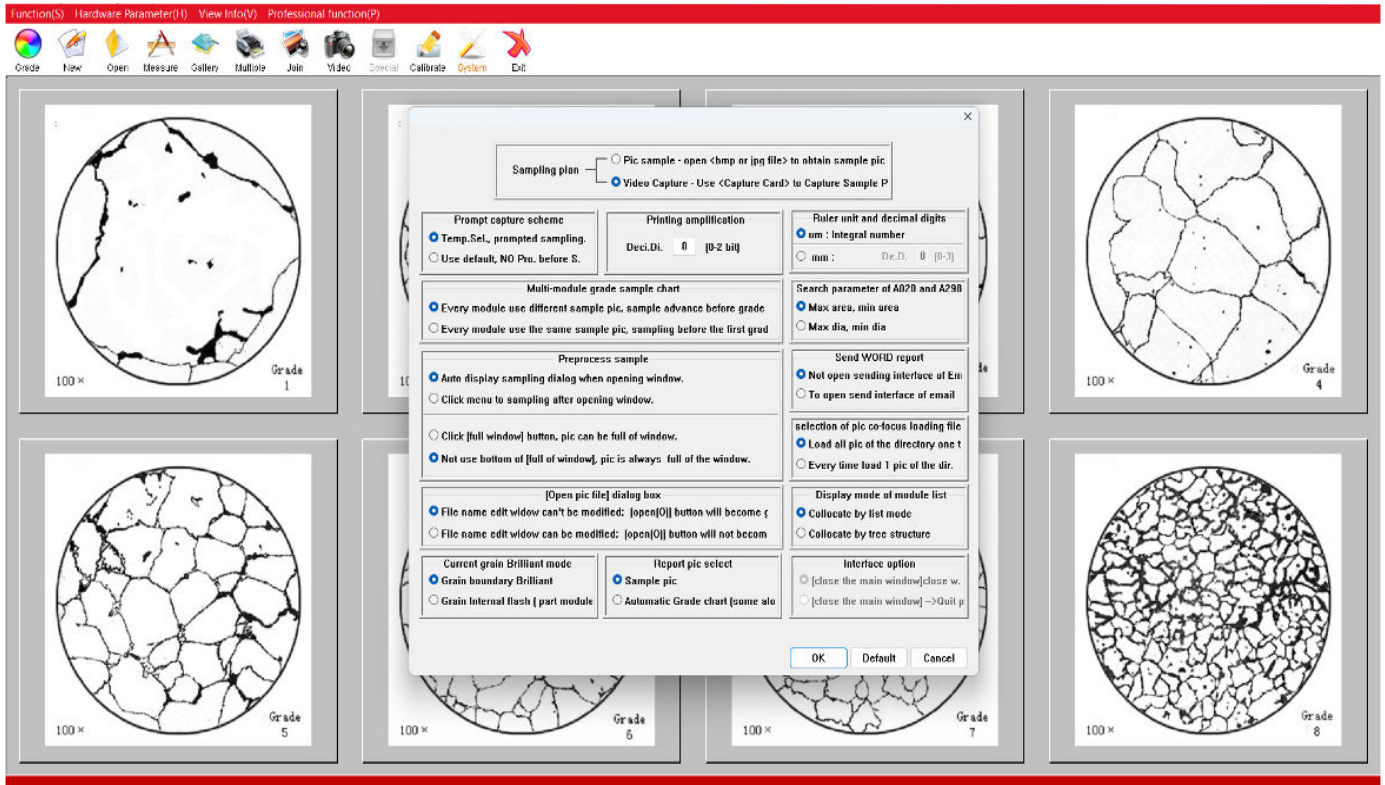 Function(S) Hardware Parameter(H) View Info(V) Professional function(P)
Grade New Open Measure Gallery Multiple Join Video Special Calibrate System Exit
Sampling plan
Pic sample - open <bmp or jpg file> to obtain sample pic
Video Capture - Use <Capture Card> to Capture Sample P
Prompt capture scheme
Temp.Sel., prompted sampling.
Use default, NO Pro. before S.
Printing amplification
Deci.Di. 0 (0-2 bit)
Ruler unit and decimal digits
um : Integral number
mm : De.D. 0 (0-3)
Multi-module grade sample chart
Every module use different sample pic, sample advance before grade
Every module use the same sample pic, sampling before the first grad
Search parameter of A020 and A298
Max area, min area
Max dia, min dia
Preprocess sample
Auto display sampling dialog when opening window.
Click menu to sampling after opening window.
Click [full window] button, pic can be full of window.
Not use bottom of [full of window], pic is always full of the window.
Send WORD report
Not open sending interface of Em
To open send interface of email
selection of pic co-focus loading file
Load all pic of the directory one t
Every time load 1 pic of the dir.
[Open pic file] dialog box
File name edit widow can't be modified; [open(O)] button will become g
File name edit widow can be modified; [open(O)] button will not becom
Display mode of module list
Collocate by list mode
Collocate by tree structure
Current grain Brilliant mode
Grain boundary Brilliant
Grain Internal flash ( part module
Report pic select
Sample pic
Automatic Grade chart (some alo
Interface option
[close the main window]close w.
[close the main window] -->Quit p
OK Default Cancel
100 × Grade
1
10
de
100 × Grade
4
100 × Grade
5
100 × Grade
6
100 × Grade
7
100 × Grade
8